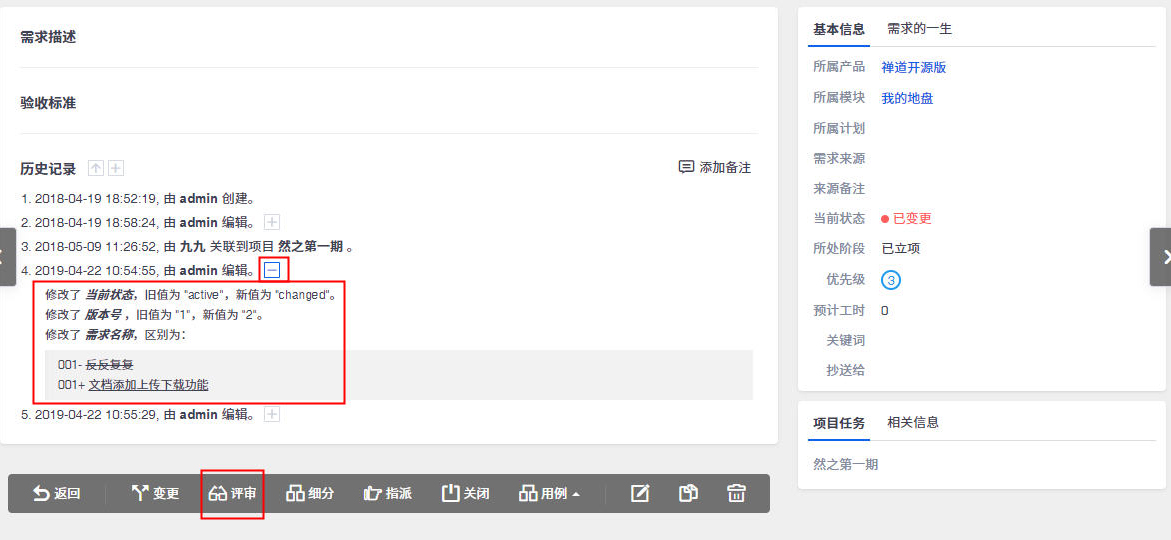 需求描述
验收标准
历史记录
添加备注
1. 2018-04-19 18:52:19, 由 admin 创建。
2. 2018-04-19 18:58:24, 由 admin 编辑。
3. 2018-05-09 11:26:52, 由 九九 关联到项目 然之第一期 。
4. 2019-04-22 10:54:55, 由 admin 编辑。
修改了 当前状态，旧值为 "active"，新值为 "changed"。
修改了 版本号，旧值为 "1"，新值为 "2"。
修改了 需求名称，区别为：
001- 反反复复
001+ 文档添加上传下载功能
5. 2019-04-22 10:55:29, 由 admin 编辑。
返回 变更 评审 细分 指派 关闭 用例
基本信息 需求的一生
所属产品 禅道开源版
所属模块 我的地盘
所属计划
需求来源
来源备注
当前状态 已变更
所处阶段 已立项
优先级 3
预计工时 0
关键词
抄送给
项目任务 相关信息
然之第一期